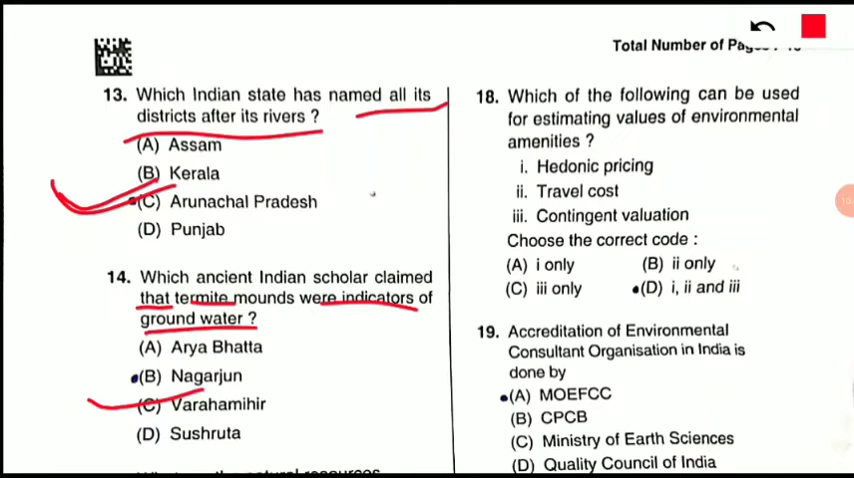 Total Number of
13. Which Indian state has named all its
districts after its rivers ?
(A) Assam
(B) Kerala
(C) Arunachal Pradesh
(D) Punjab
14. Which ancient Indian scholar claimed
that termite mounds were indicators of
ground water ?
(A) Arya Bhatta
(B) Nagarjun
(C) Varahamihir
(D) Sushruta
18. Which of the following can be used
for estimating values of environmental
amenities ?
i. Hedonic pricing
ii. Travel cost
iii. Contingent valuation
Choose the correct code :
(A) i only (B) ii only
(C) iii only (D) i, ii and iii
19. Accreditation of Environmental
Consultant Organisation in India is
done by
(A) MOEFCC
(B) CPCB
(C) Ministry of Earth Sciences
(D) Quality Council of India